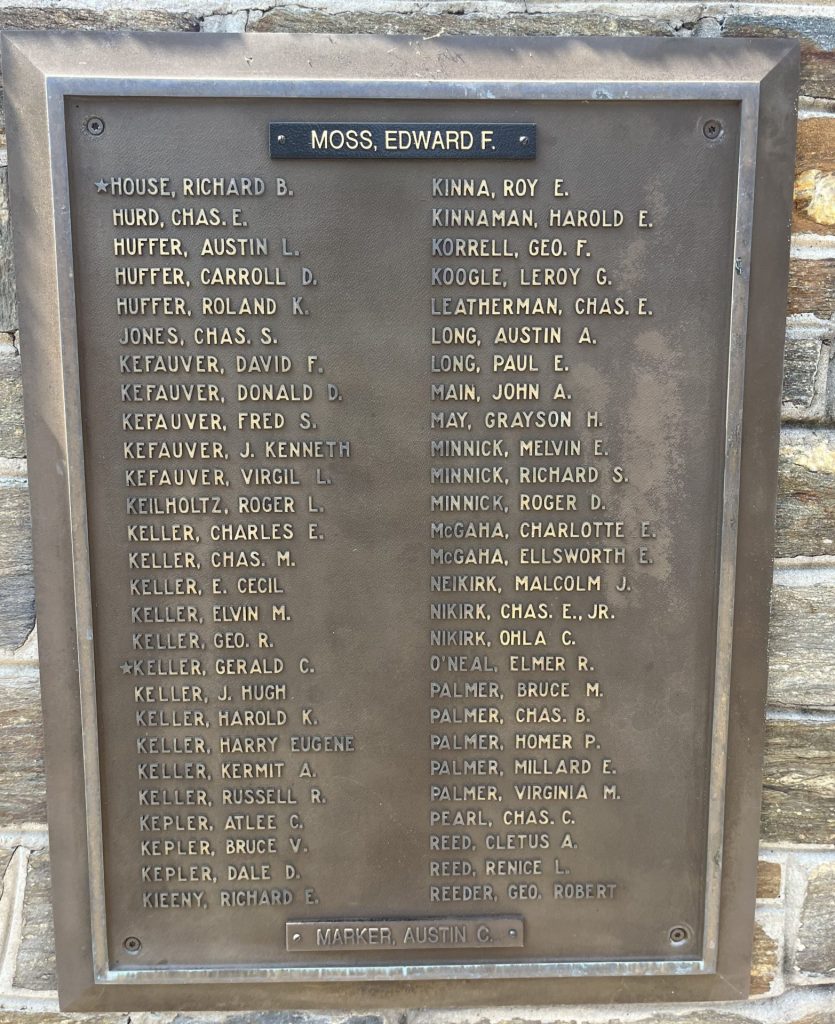 MOSS, EDWARD F.
★HOUSE, RICHARD B.
HURD, CHAS. E.
HUFFER, AUSTIN L.
HUFFER, CARROLL D.
HUFFER, ROLAND K.
JONES, CHAS. S.
KEFAUVER, DAVID F.
KEFAUVER, DONALD D.
KEFAUVER, FRED S.
KEFAUVER, J. KENNETH
KEFAUVER, VIRGIL L.
KEILHOLTZ, ROGER L.
KELLER, CHARLES E.
KELLER, CHAS. M.
KELLER, E. CECIL
KELLER, ELVIN M.
KELLER, GEO. R.
★KELLER, GERALD C.
KELLER, J. HUGH
KELLER, HAROLD K.
KELLER, HARRY EUGENE
KELLER, KERMIT A.
KELLER, RUSSELL R.
KEPLER, ATLEE C.
KEPLER, BRUCE V.
KEPLER, DALE D.
KIEENY, RICHARD E.
KINNA, ROY E.
KINNAMAN, HAROLD E.
KORRELL, GEO. F.
KOOGLE, LEROY G.
LEATHERMAN, CHAS. E.
LONG, AUSTIN A.
LONG, PAUL E.
MAIN, JOHN A.
MAY, GRAYSON H.
MINNICK, MELVIN E.
MINNICK, RICHARD S.
MINNICK, ROGER D.
McGAHA, CHARLOTTE E.
McGAHA, ELLSWORTH E.
NEIKIRK, MALCOLM J.
NIKIRK, CHAS. E., JR.
NIKIRK, OHLA C.
O'NEAL, ELMER R.
PALMER, BRUCE M.
PALMER, CHAS. B.
PALMER, HOMER P.
PALMER, MILLARD E.
PALMER, VIRGINIA M.
PEARL, CHAS. C.
REED, CLETUS A.
REED, RENICE L.
REEDER, GEO. ROBERT
MARKER, AUSTIN C.